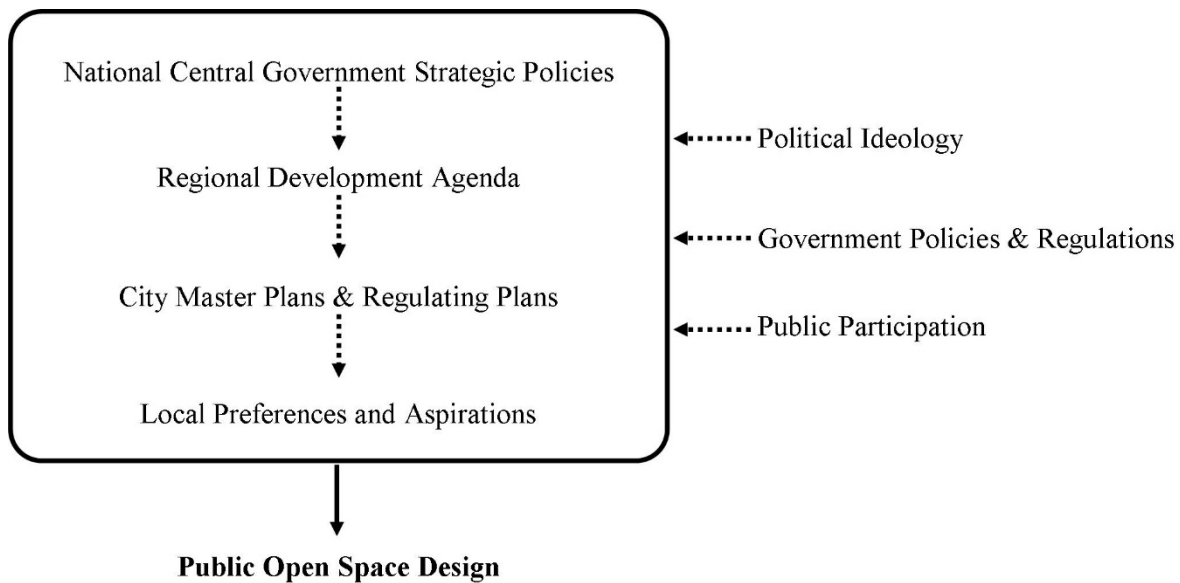 National Central Government Strategic Policies
Political Ideology
Regional Development Agenda
Government Policies & Regulations
City Master Plans & Regulating Plans
Public Participation
Local Preferences and Aspirations
Public Open Space Design